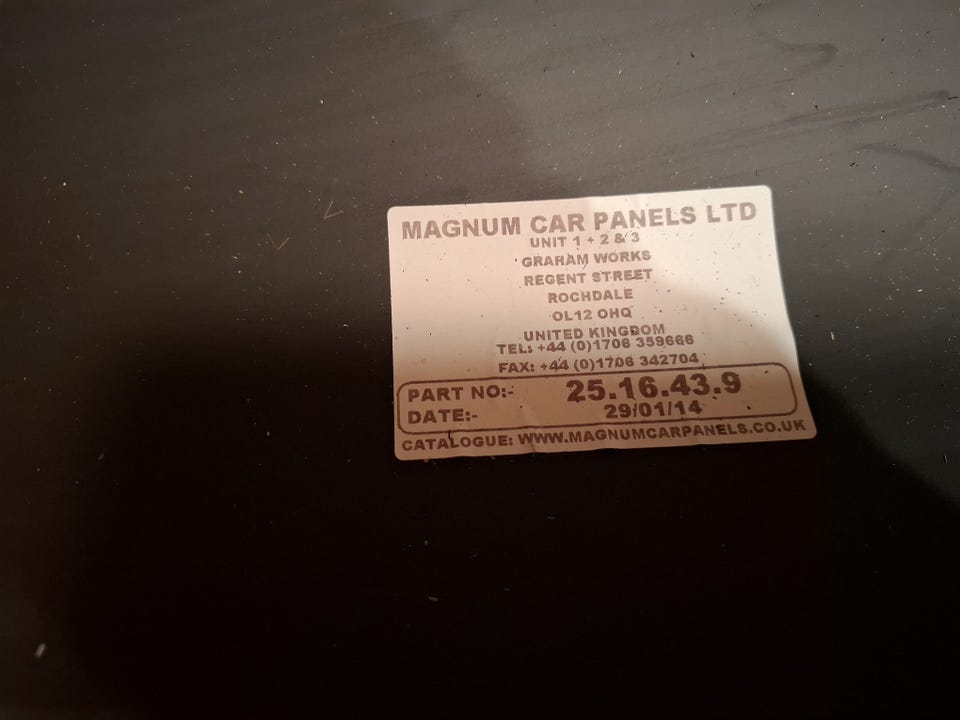 MAGNUM CAR PANELS LTD
UNIT 1 + 2 & 3
GRAHAM WORKS
REGENT STREET
ROCHDALE
OL12 0HQ
UNITED KINGDOM
TEL: +44 (0)1706 359666
FAX: +44 (0)1706 342704
PART NO:- 25.16.43.9
DATE:- 29/01/14
CATALOGUE: WWW.MAGNUMCARPANELS.CO.UK